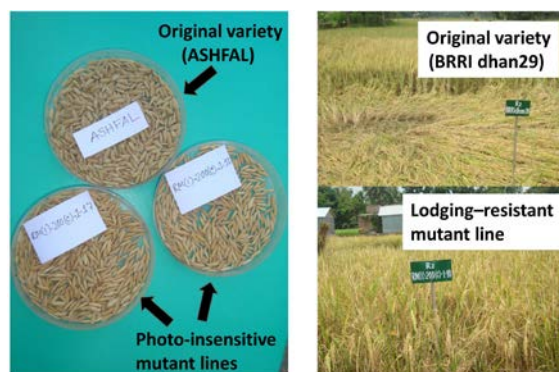 Original variety
(ASHFAL)
ASHFAL
Photo-insensitive
mutant lines
Original variety
(BRRI dhan29)
Lodging–resistant
mutant line